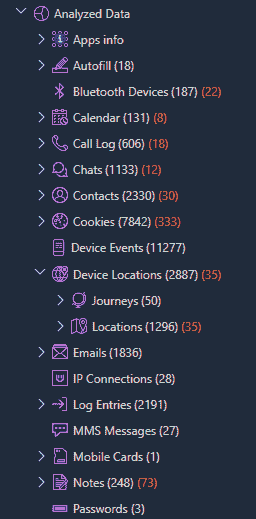 Analyzed Data
Apps info
Autofill (18)
Bluetooth Devices (187) (22)
Calendar (131) (8)
Call Log (606) (18)
Chats (1133) (12)
Contacts (2330) (30)
Cookies (7842) (333)
Device Events (11277)
Device Locations (2887) (35)
Journeys (50)
Locations (1296) (35)
Emails (1836)
IP Connections (28)
Log Entries (2191)
MMS Messages (27)
Mobile Cards (1)
Notes (248) (73)
Passwords (3)